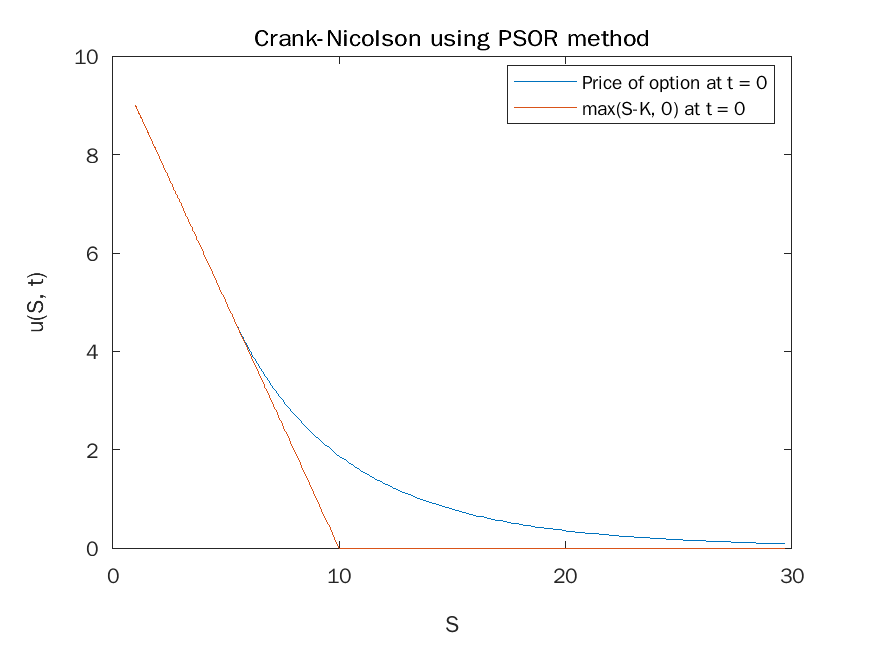 Crank-Nicolson using PSOR method
Price of option at t = 0
max(S-K, 0) at t = 0
10
8
6
4
2
0
u(S, t)
0 10 20 30
S